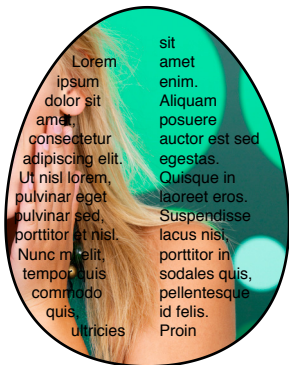 Lorem
ipsum
dolor sit
amet,
consectetur
adipiscing elit.
Ut nisl lorem,
pulvinar eget
pulvinar sed,
porttitor et nisl.
Nunc mi elit,
tempor quis
commodo
quis,
ultricies
sit
amet
enim.
Aliquam
posuere
auctor est sed
egestas.
Quisque in
laoreet eros.
Suspendisse
lacus nisi,
porttitor in
sodales quis,
pellentesque
id felis.
Proin